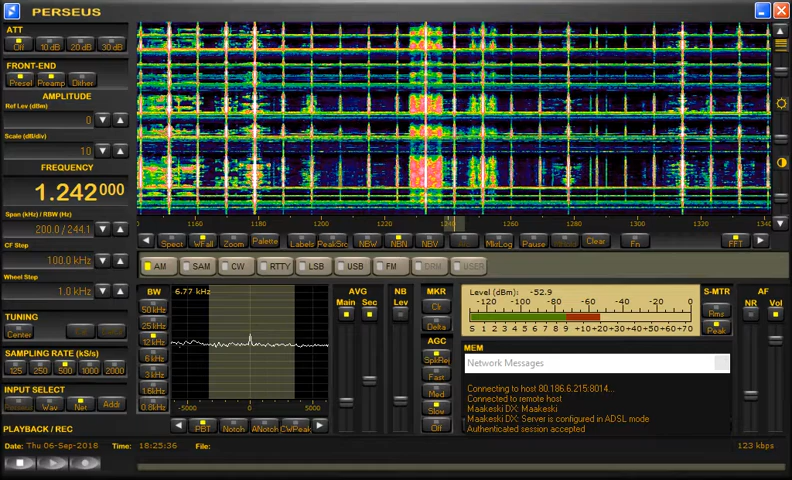 PERSEUS
ATT
Off 10 dB 20 dB 30 dB
FRONT-END
Presel Preamp Dither
AMPLITUDE
Ref Lev (dBm)
0
Scale (dB/div)
10
FREQUENCY
1.242000
Span (kHz) / RBW (Hz)
200.0 / 244.1
CF Step
100.0 kHz
Wheel Step
1.0 kHz
TUNING
Center
SAMPLING RATE (kS/s)
125 250 500 1000 2000
INPUT SELECT
Wav Net Addr
PLAYBACK / REC
1160 1180 1200 1220 1240 1260 1280 1300 1320 1340
Spect WFall Zoom Palette Labels PeakSrc NBW NBN NBV MkrLog Pause Clear Fn FFT
AM SAM CW RTTY LSB USB FM DRM USER
BW
50 kHz
25 kHz
12 kHz
6 kHz
3 kHz
1.6kHz
0.8kHz
6.77 kHz
-5000 0 5000
PBT Notch ANotch CWPeak
AVG
Main Sec
NB
Lev
MKR
Clr
Delta
AGC
SplkRej
Fast
Med
Slow
Off
Level (dBm): -52.9
-120 -100 -80 -60 -40 -20 0
S 1 2 3 4 5 6 7 8 9 +10 +20 +30 +40 +50 +60 +70
S-MTR
Rms
Peak
AF
NR Vol
MEM
Network Messages
Connecting to host 80.186.6.215:8014...
Connected to remote host
Maakeski DX: Maakeski
Maakeski DX: Server is configured in ADSL mode
Authenticated session accepted
Date: Thu 06-Sep-2018 Time: 18:25:36 File:
123 kbps